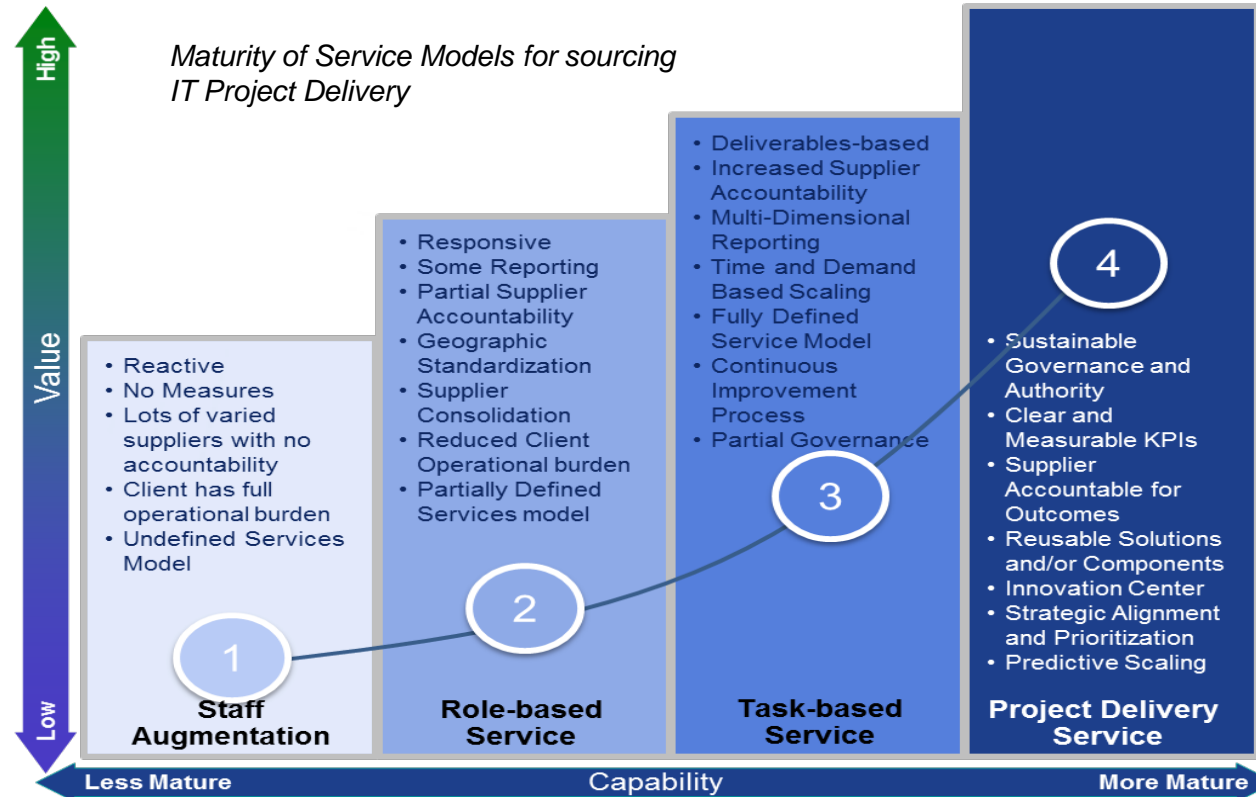 Maturity of Service Models for sourcing
IT Project Delivery
High
Value
Low
• Reactive
• No Measures
• Lots of varied
suppliers with no
accountability
• Client has full
operational burden
• Undefined Services
Model
1
Staff
Augmentation
• Responsive
• Some Reporting
• Partial Supplier
Accountability
• Geographic
Standardization
• Supplier
Consolidation
• Reduced Client
Operational burden
• Partially Defined
Services model
2
Role-based
Service
• Deliverables-based
• Increased Supplier
Accountability
• Multi-Dimensional
Reporting
• Time and Demand
Based Scaling
• Fully Defined
Service Model
• Continuous
Improvement
Process
• Partial Governance
3
Task-based
Service
4
• Sustainable
Governance and
Authority
• Clear and
Measurable KPIs
• Supplier
Accountable for
Outcomes
• Reusable Solutions
and/or Components
• Innovation Center
• Strategic Alignment
and Prioritization
• Predictive Scaling
Project Delivery
Service
Less Mature
Capability
More Mature